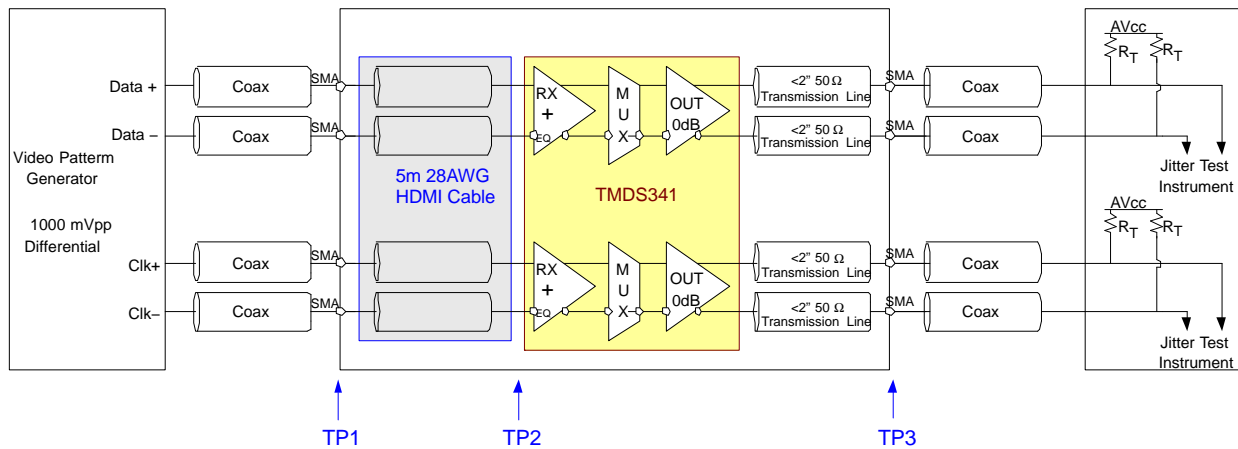 Video Patterm
Generator
1000 mVpp
Differential
Data +
Data −
Clk+
Clk−
Coax
Coax
Coax
Coax
SMA
SMA
SMA
SMA
5m 28AWG
HDMI Cable
RX
+
EQ
M
U
X
OUT
0dB
TMDS341
RX
+
EQ
M
U
X
OUT
0dB
<2" 50 Ω
Transmission Line
<2" 50 Ω
Transmission Line
<2" 50 Ω
Transmission Line
<2" 50 Ω
Transmission Line
SMA
SMA
SMA
SMA
Coax
Coax
Coax
Coax
AVcc
RT
RT
Jitter Test
Instrument
AVcc
RT
RT
Jitter Test
Instrument
TP1
TP2
TP3